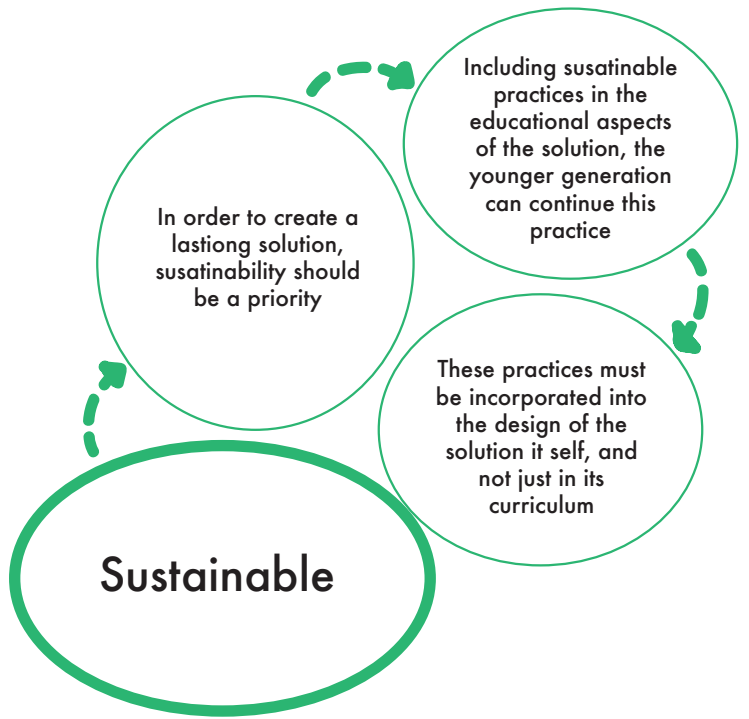 Sustainable
In order to create a
lastiong solution,
susatinability should
be a priority
Including susatinable
practices in the
educational aspects
of the solution, the
younger generation
can continue this
practice
These practices must
be incorporated into
the design of the
solution it self, and
not just in its
curriculum